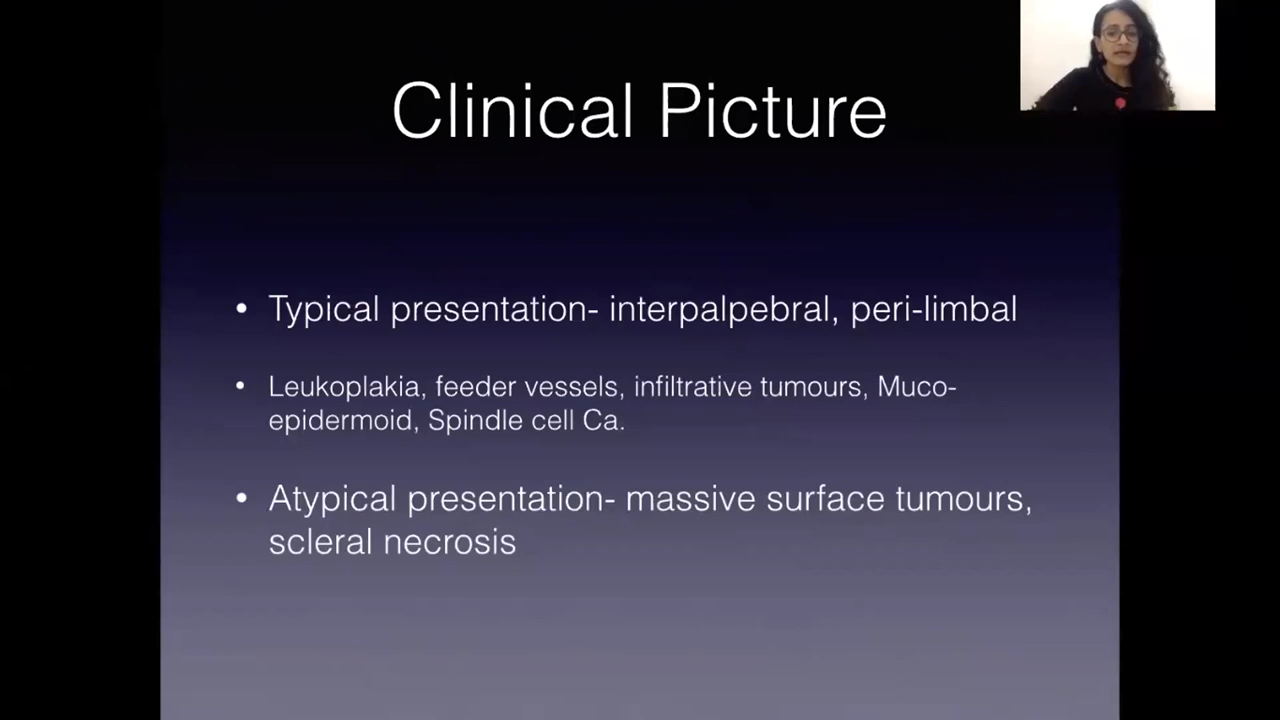 Clinical Picture
• Typical presentation- interpalpebral, peri-limbal
• Leukoplakia, feeder vessels, infiltrative tumours, Muco-
epidermoid, Spindle cell Ca.
• Atypical presentation- massive surface tumours,
scleral necrosis